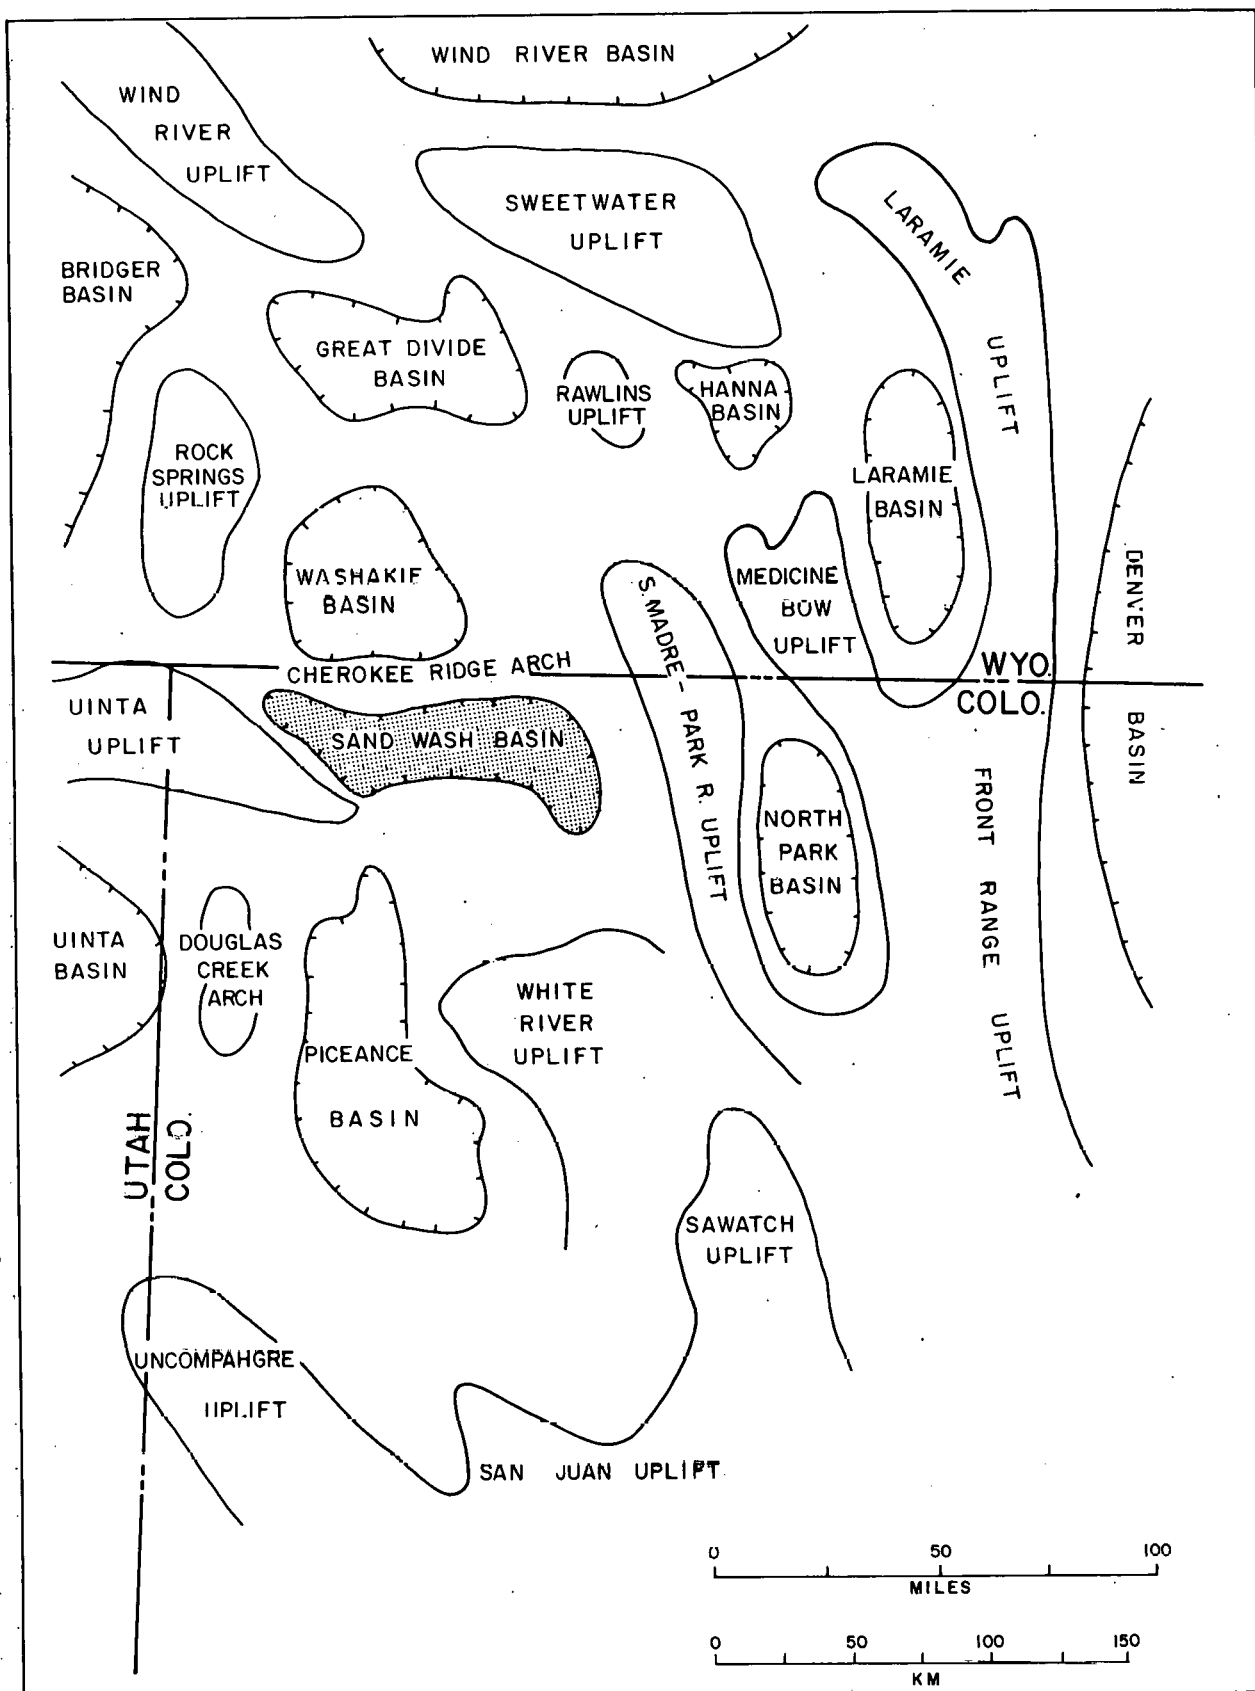 WIND RIVER BASIN
WIND
RIVER
UPLIFT
SWEETWATER
UPLIFT
LARAMIE
UPLIFT
BRIDGER
BASIN
GREAT DIVIDE
BASIN
RAWLINS
UPLIFT
HANNA
BASIN
ROCK
SPRINGS
UPLIFT
LARAMIE
BASIN
WASHAKIE
BASIN
S. MADRE - PARK R. UPLIFT
MEDICINE
BOW
UPLIFT
DENVER
BASIN
CHEROKEE RIDGE ARCH
WYO.
COLO.
UINTA
UPLIFT
SAND WASH BASIN
NORTH
PARK
BASIN
FRONT RANGE UPLIFT
UINTA
BASIN
DOUGLAS
CREEK
ARCH
WHITE
RIVER
UPLIFT
PICEANCE
BASIN
UTAH
COLO.
SAWATCH
UPLIFT
UNCOMPAHGRE
UPLIFT
SAN JUAN UPLIFT
0 50 100
MILES
0 50 100 150
KM